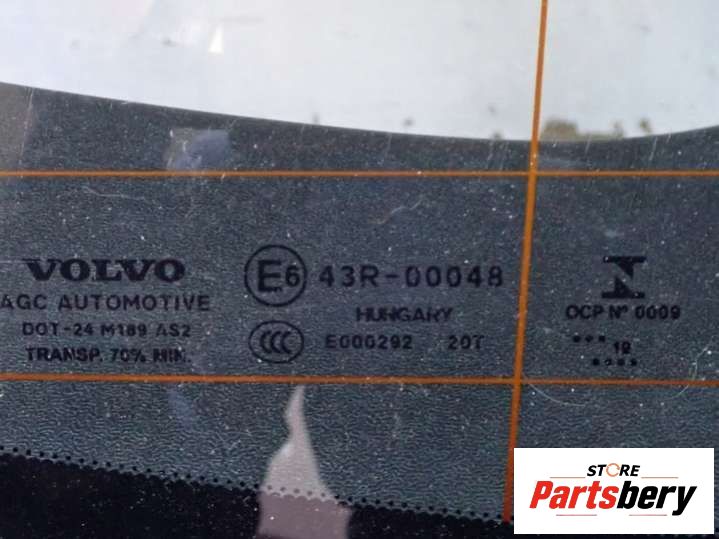 VOLVO
AGC AUTOMOTIVE
DOT-24 M189 AS2
TRANSP. 70% MIN.
E6 43R-00048
HUNGARY
CCC E000292 20T
OCP Nº 0009
19
STORE
Partsbery